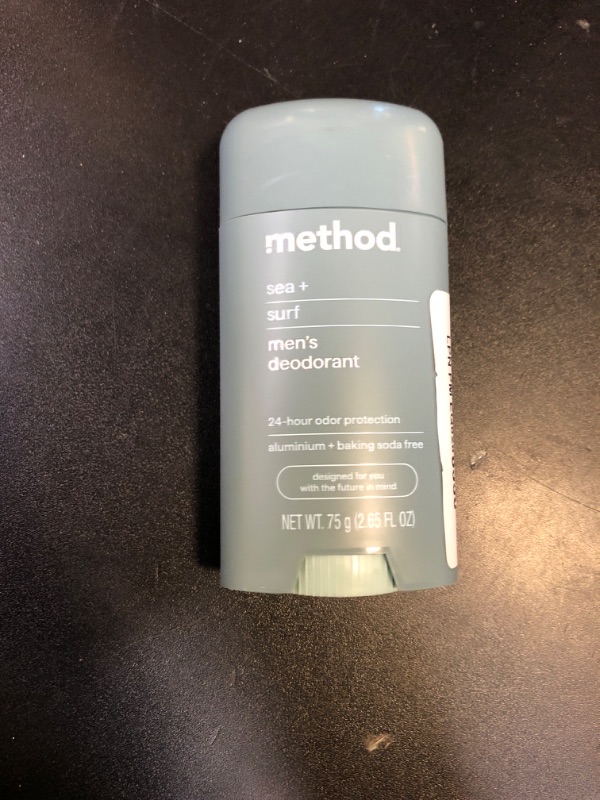 method.
sea +
surf
men's
deodorant
24-hour odor protection
aluminium + baking soda free
designed for you
with the future in mind
NET WT. 75 g (2.65 FL OZ)